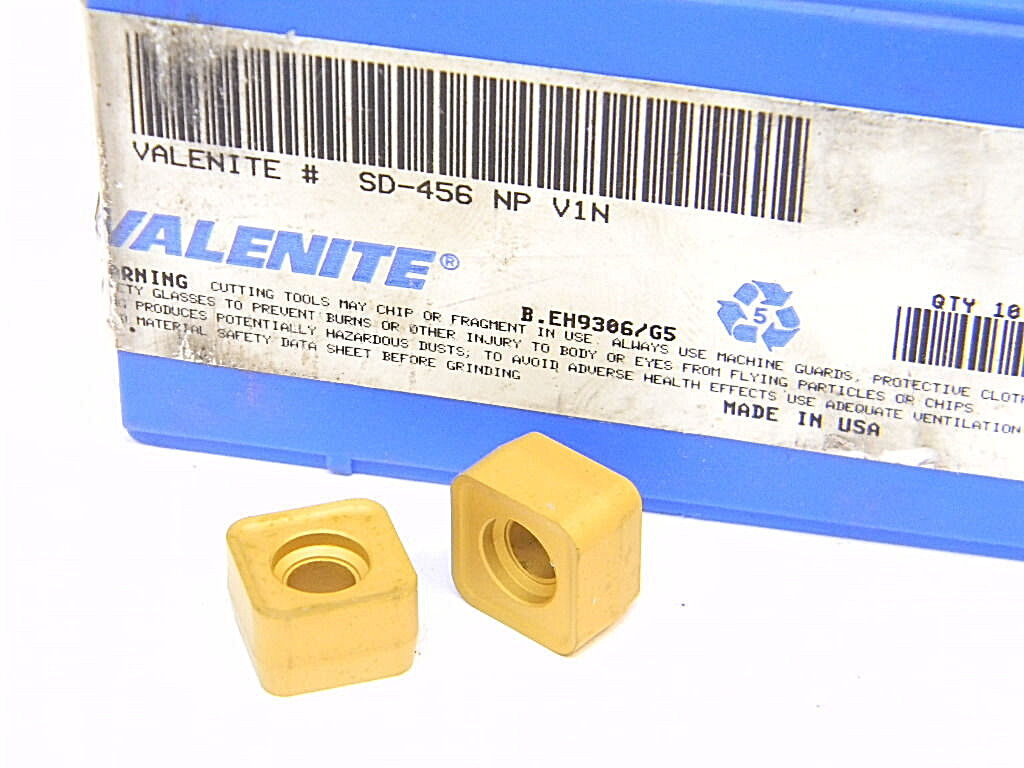 VALENITE # SD-456 NP V1N
VALENITE®
B.EH9306/G5
5
QTY 10
CUTTING TOOLS MAY CHIP OR FRAGMENT IN USE. ALWAYS USE MACHINE GUARDS, PROTECTIVE
GLASSES TO PREVENT BURNS OR OTHER INJURY TO BODY OR EYES FROM FLYING PARTICLES OR CHIPS.
PRODUCES POTENTIALLY HAZARDOUS DUSTS; TO AVOID ADVERSE HEALTH EFFECTS USE ADEQUATE VENTILATION
MATERIAL SAFETY DATA SHEET BEFORE GRINDING
MADE IN USA